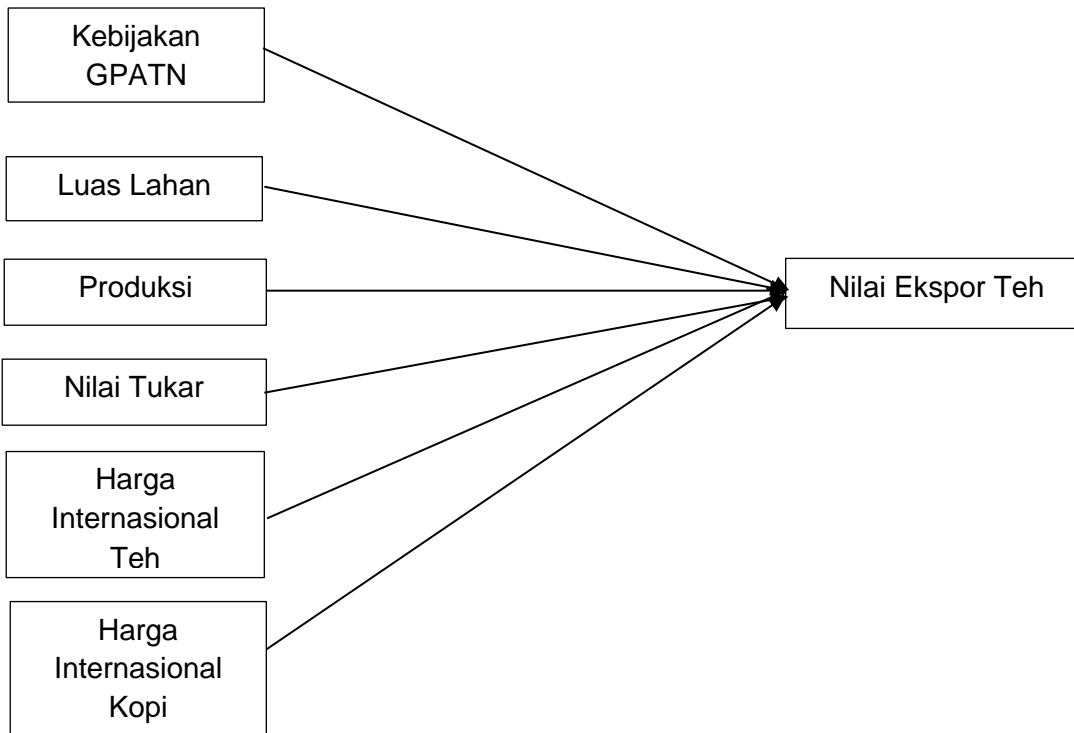 Kebijakan
GPATN
Luas Lahan
Produksi
Nilai Ekspor Teh
Nilai Tukar
Harga
Internasional
Teh
Harga
Internasional
Kopi